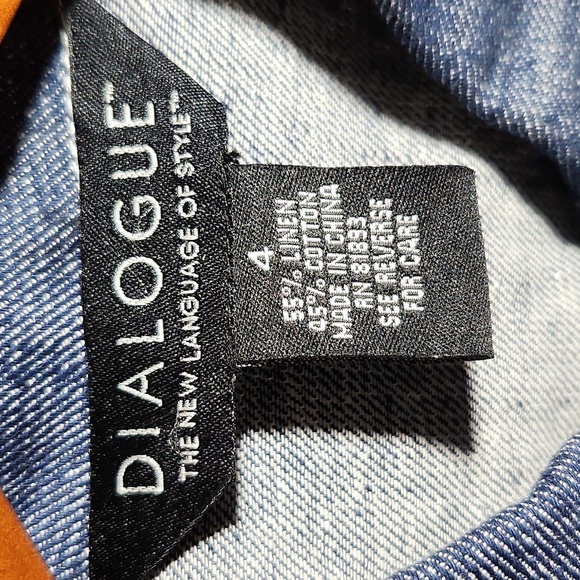 DIALOGUE™
THE NEW LANGUAGE OF STYLE™
4
55% LINEN
45% COTTON
MADE IN CHINA
RN 81893
SEE REVERSE
FOR CARE